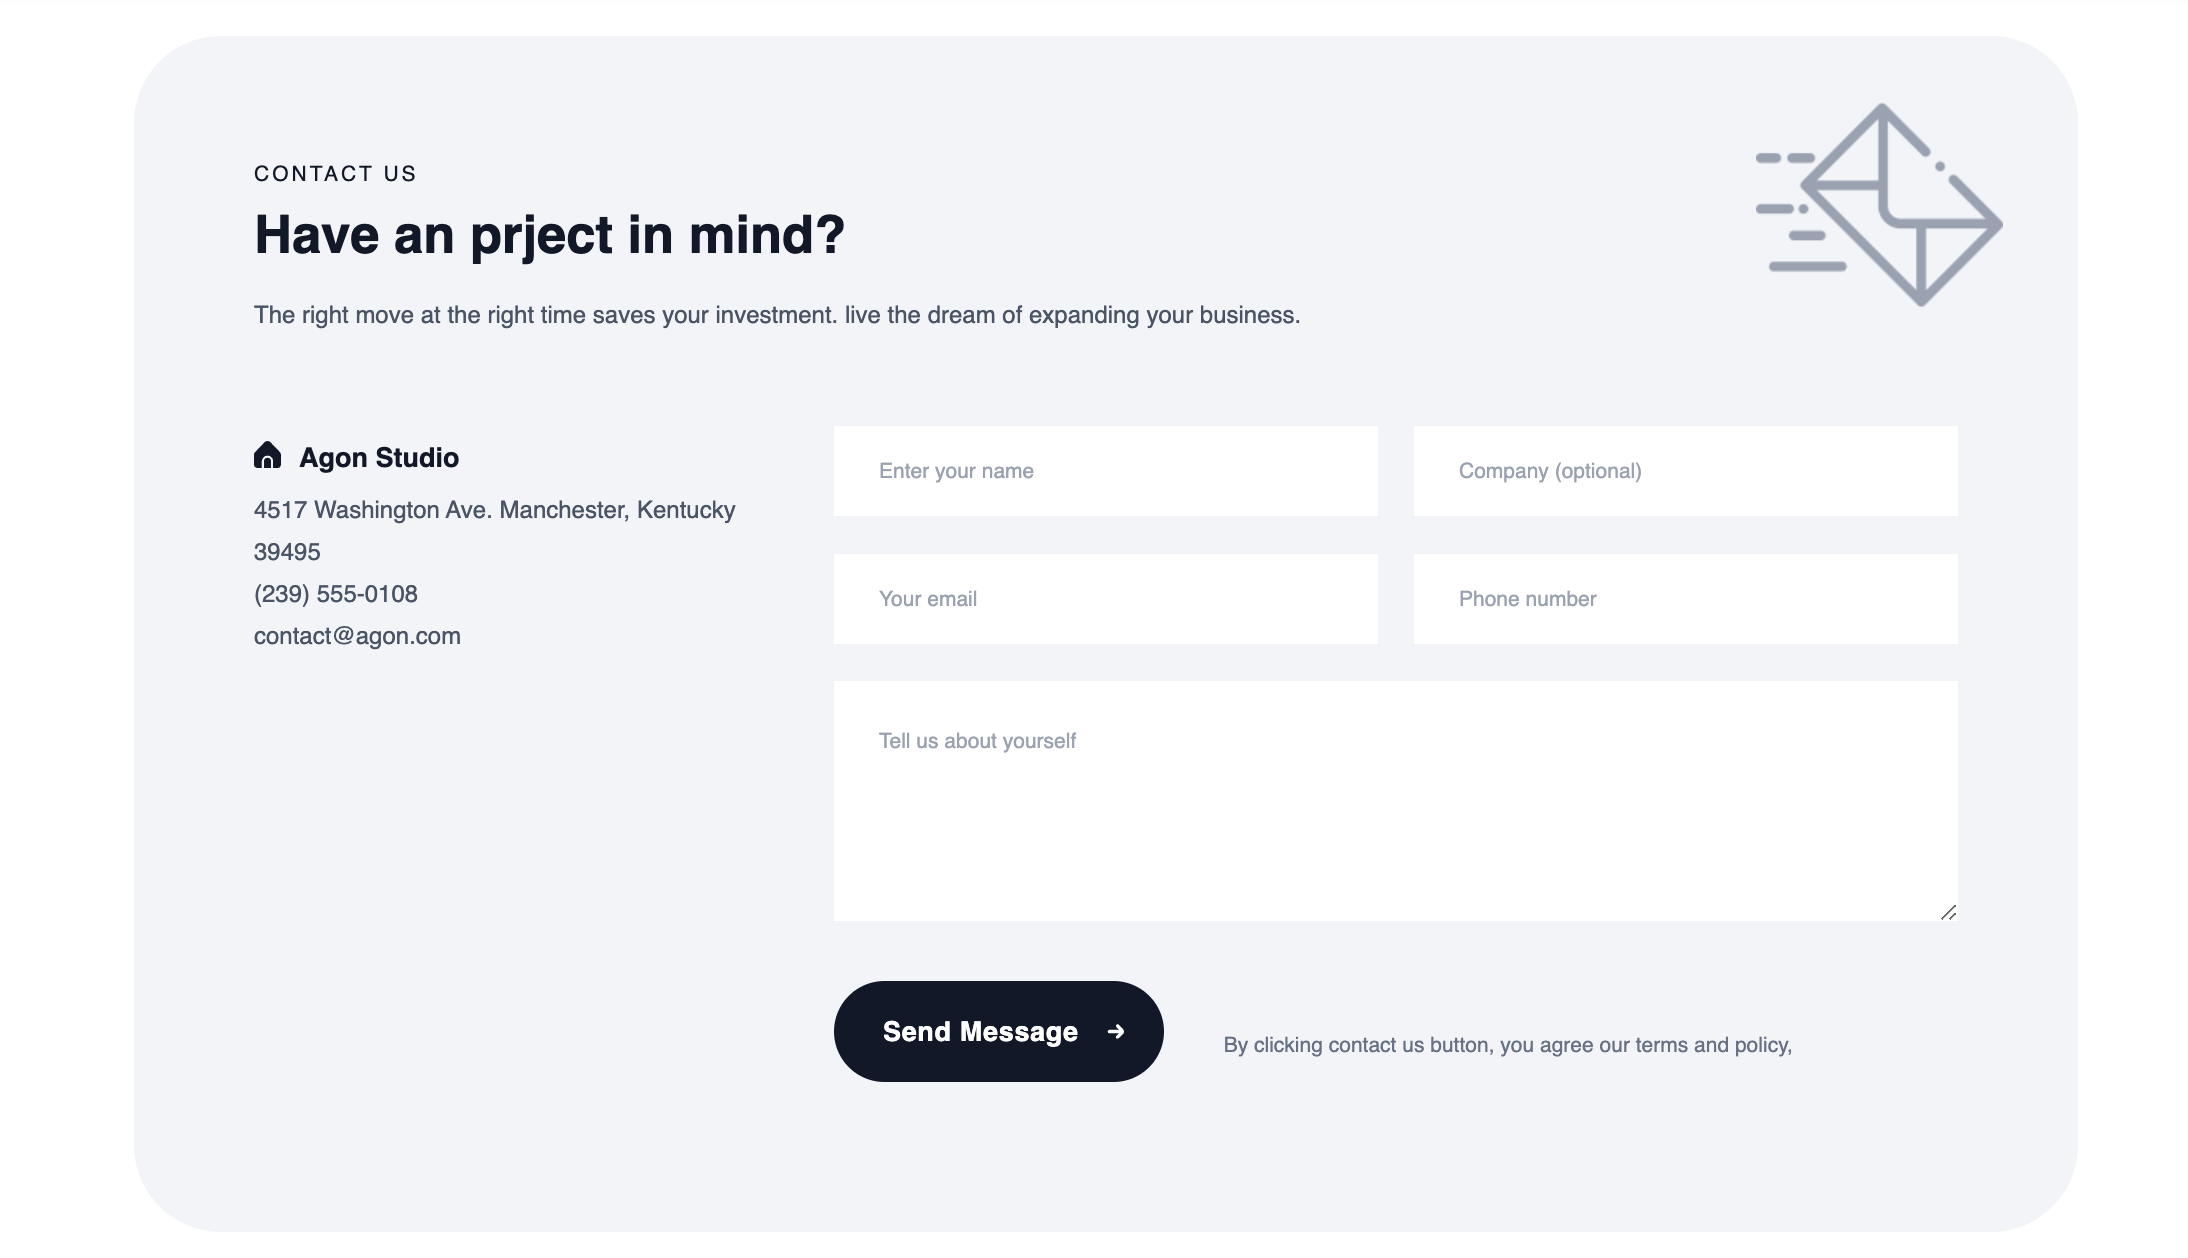 CONTACT US
Have an prject in mind?
The right move at the right time saves your investment. live the dream of expanding your business.
Agon Studio
4517 Washington Ave. Manchester, Kentucky
39495
(239) 555-0108
contact@agon.com
Enter your name
Company (optional)
Your email
Phone number
Tell us about yourself
Send Message
By clicking contact us button, you agree our terms and policy,